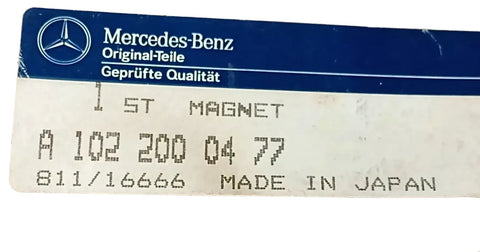 Mercedes-Benz
Original-Teile
Geprüfte Qualität
1 ST MAGNET
A 102 200 04 77
811/16666 MADE IN JAPAN